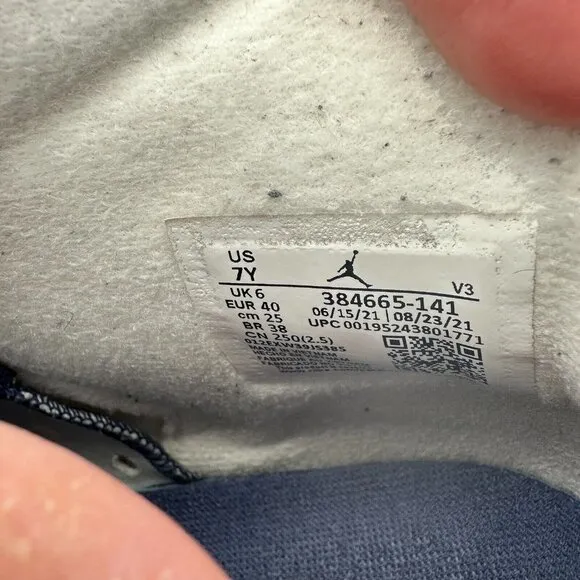 US
7Y
V3
UK 6
EUR 40
cm 25
BR 38
CN 250(2.5)
384665-141
06/15/21 | 08/23/21
UPC 00195243801771